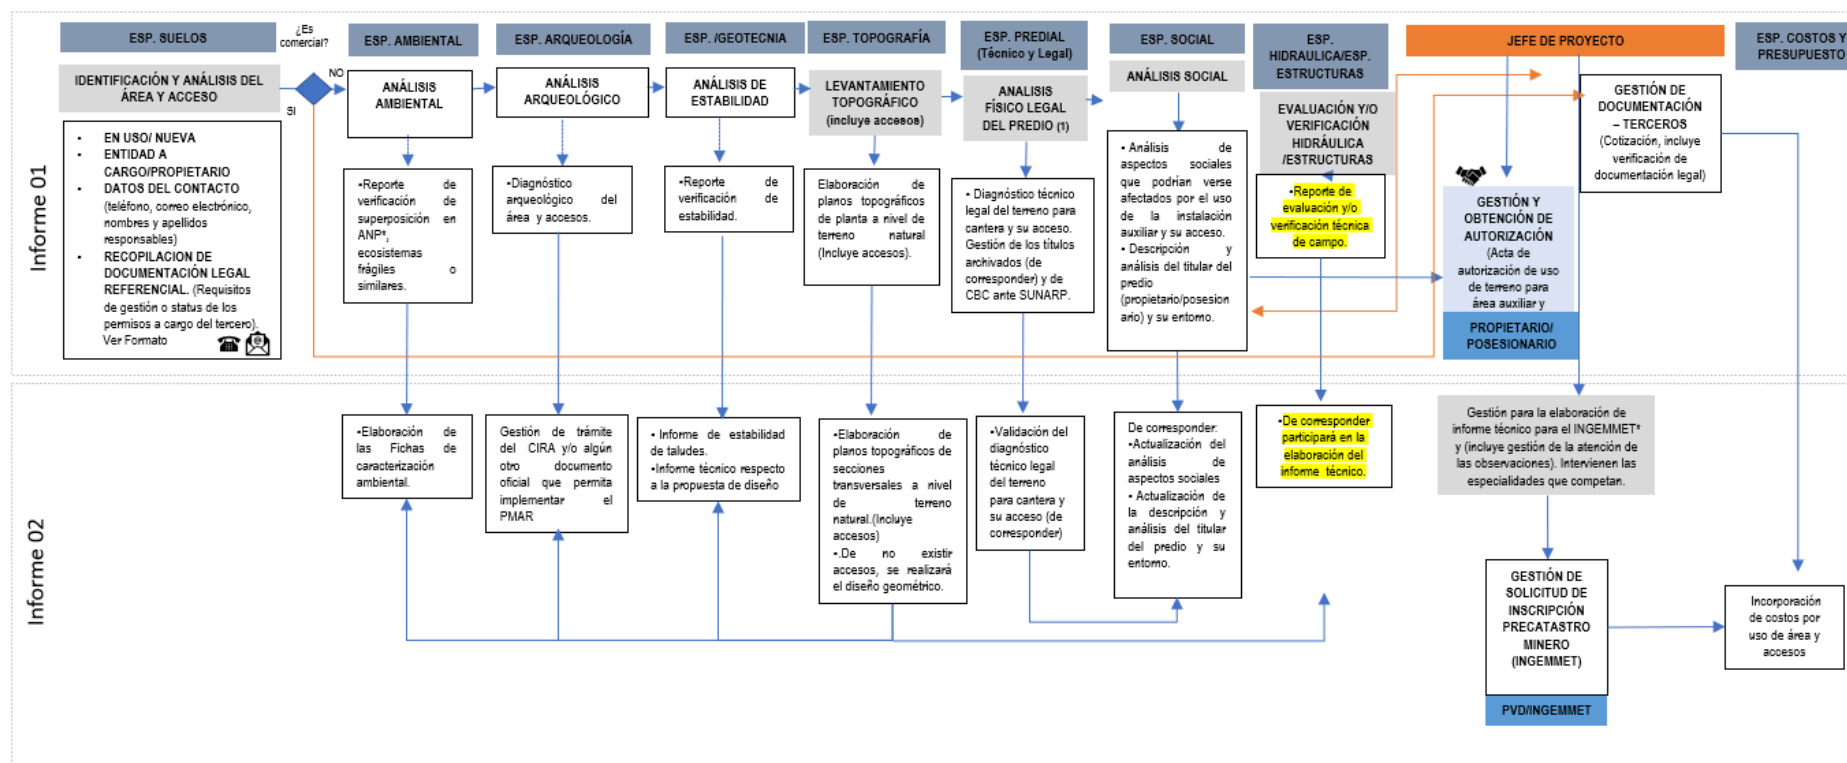 ESP. SUELOS
¿Es
comercial?
ESP. AMBIENTAL
ESP. ARQUEOLOGÍA
ESP. /GEOTECNIA
ESP. TOPOGRAFÍA
ESP. PREDIAL
(Técnico y Legal)
ESP. SOCIAL
ESP.
HIDRAULICA/ESP.
ESTRUCTURAS
JEFE DE PROYECTO
ESP. COSTOS Y
PRESUPUESTO
Informe 01
IDENTIFICACIÓN Y ANÁLISIS DEL
ÁREA Y ACCESO
NO
SI
• EN USO/ NUEVA
• ENTIDAD A
CARGO/PROPIETARIO
• DATOS DEL CONTACTO
(teléfono, correo electrónico,
nombres y apellidos
responsables)
• RECOPILACION DE
DOCUMENTACIÓN LEGAL
REFERENCIAL. (Requisitos
de gestión o status de los
permisos a cargo del tercero).
Ver Formato
ANÁLISIS
AMBIENTAL
▪Reporte de
verificación de
superposición en
ANP*,
ecosistemas
frágiles o
similares.
ANÁLISIS
ARQUEOLÓGICO
▪Diagnóstico
arqueológico del
área y accesos.
ANÁLISIS DE
ESTABILIDAD
▪Reporte de
verificación de
estabilidad.
LEVANTAMIENTO
TOPOGRÁFICO
(incluye accesos)
Elaboración de
planos topográficos
de planta a nivel de
terreno natural
(Incluye accesos).
ANALISIS
FÍSICO LEGAL
DEL PREDIO (1)
▪ Diagnóstico técnico
legal del terreno para
cantera y su acceso.
Gestión de los títulos
archivados (de
corresponder) y de
CBC ante SUNARP.
ANÁLISIS SOCIAL
▪ Análisis de
aspectos sociales
que podrían verse
afectados por el uso
de la instalación
auxiliar y su acceso.
▪ Descripción y
análisis del titular del
predio
(propietario/posesion
ario) y su entorno.
EVALUACIÓN Y/O
VERIFICACIÓN
HIDRÁULICA
/ESTRUCTURAS
▪Reporte de
evaluación y/o
verificación técnica
de campo.
GESTIÓN Y
OBTENCIÓN DE
AUTORIZACIÓN
(Acta de
autorización de uso
de terreno para
área auxiliar y
PROPIETARIO/
POSESIONARIO
GESTIÓN DE
DOCUMENTACIÓN
– TERCEROS
(Cotización, incluye
verificación de
documentación legal)
Informe 02
▪Elaboración de
las Fichas de
caracterización
ambiental.
Gestión de trámite
del CIRA y/o algún
otro documento
oficial que permita
implementar el
PMAR
▪ Informe de estabilidad
de taludes.
▪Informe técnico respecto
a la propuesta de diseño
▪Elaboración de
planos topográficos de
secciones
transversales a nivel
de terreno
natural.(Incluye
accesos)
▪.De no existir
accesos, se realizará
el diseño geométrico.
▪Validación del
diagnóstico
técnico legal
del terreno
para cantera y
su acceso (de
corresponder)
De corresponder:
▪Actualización del
análisis de
aspectos sociales
▪ Actualización de
la descripción y
análisis del titular
del predio y su
entorno.
▪De corresponder
participará en la
elaboración del
informe técnico.
Gestión para la elaboración de
informe técnico para el INGEMMET*
y (incluye gestión de la atención de
las observaciones). Intervienen las
especialidades que competan.
GESTIÓN DE
SOLICITUD DE
INSCRIPCIÓN
PRECATASTRO
MINERO
(INGEMMET)
PVD/INGEMMET
Incorporación
de costos por
uso de área y
accesos